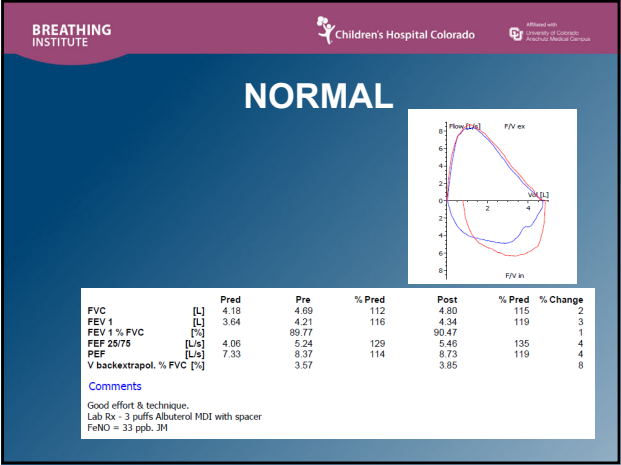 BREATHING
INSTITUTE
Children's Hospital Colorado
Affiliated with
University of Colorado
Anschutz Medical Campus
NORMAL
Flow [L/s] F/V ex
8
6
4
2
Vol [L]
0
2 4
2
4
6
8
F/V in
Pred Pre % Pred Post % Pred % Change
FVC [L] 4.18 4.69 112 4.80 115 2
FEV 1 [L] 3.64 4.21 116 4.34 119 3
FEV 1 % FVC [%] 89.77 90.47 1
FEF 25/75 [L/s] 4.06 5.24 129 5.46 135 4
PEF [L/s] 7.33 8.37 114 8.73 119 4
V backextrapol. % FVC [%] 3.57 3.85 8
Comments
Good effort & technique.
Lab Rx - 3 puffs Albuterol MDI with spacer
FeNO = 33 ppb. JM